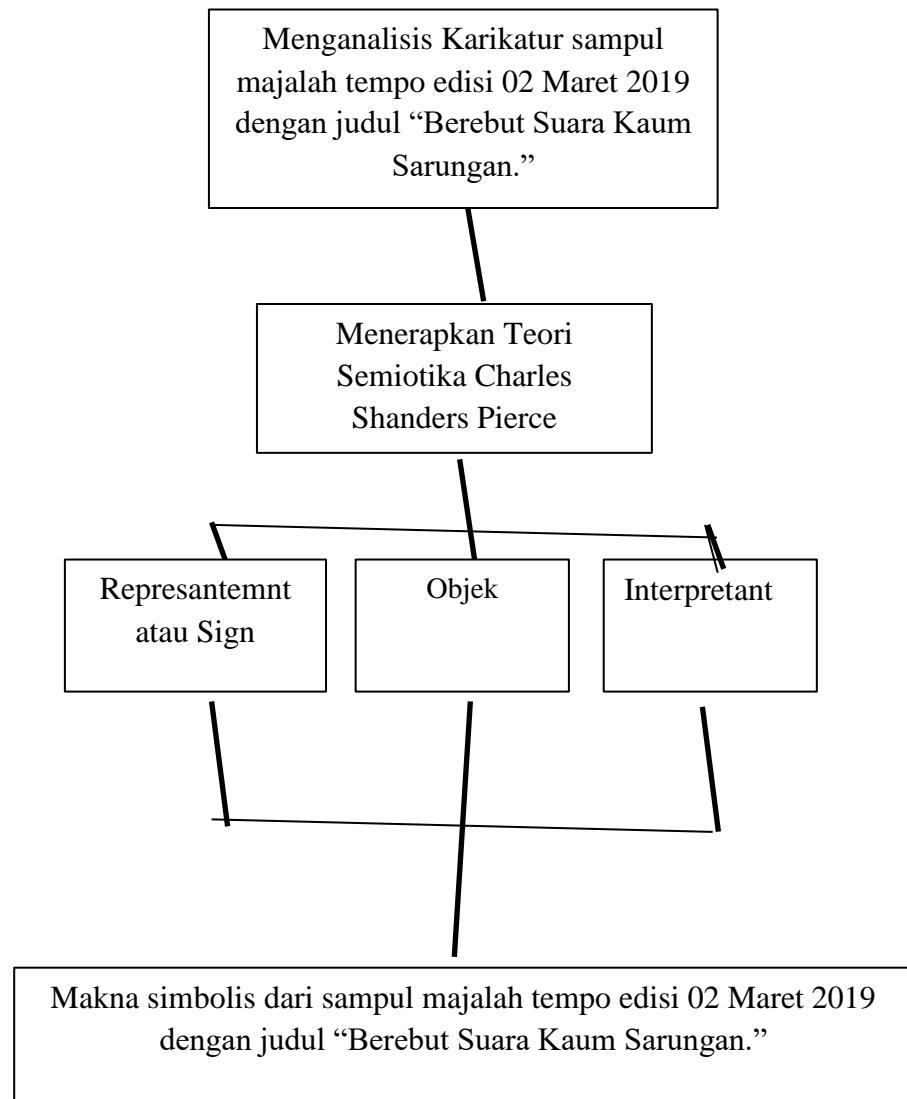 Menganalisis Karikatur sampul
majalah tempo edisi 02 Maret 2019
dengan judul “Berebut Suara Kaum
Sarungan.”
Menerapkan Teori
Semiotika Charles
Shanders Pierce
Represantemnt
atau Sign
Objek
Interpretant
Makna simbolis dari sampul majalah tempo edisi 02 Maret 2019
dengan judul “Berebut Suara Kaum Sarungan.”